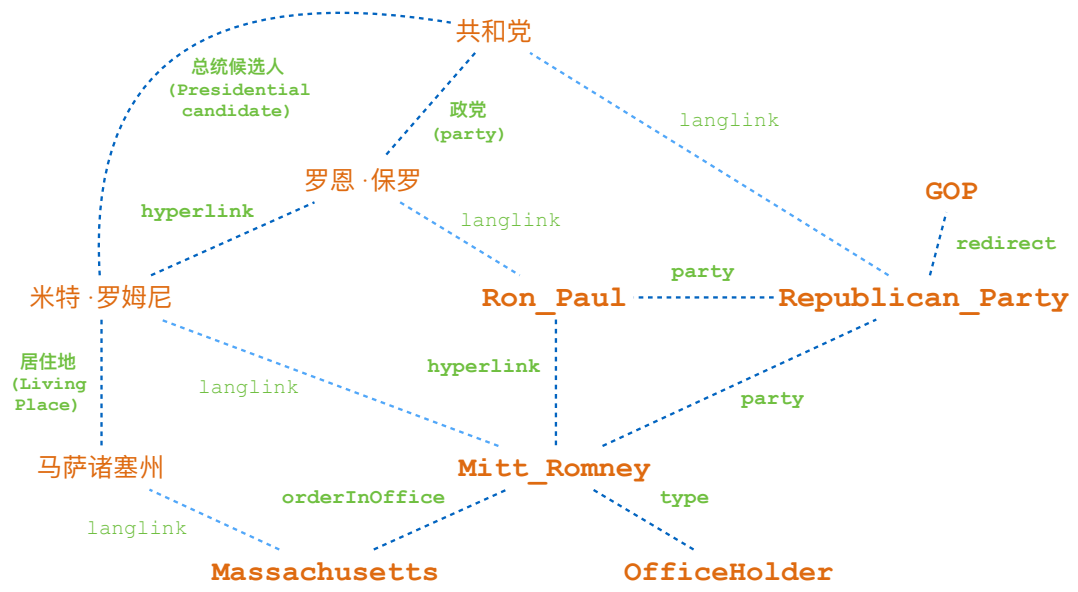 共和党
总统候选人
(Presidential
candidate)
政党
(party)
langlink
罗恩 ·保罗
GOP
hyperlink
langlink
redirect
party
米特 ·罗姆尼
Ron_Paul
Republican_Party
居住地
(Living
Place)
langlink
hyperlink
party
马萨诸塞州
Mitt_Romney
orderInOffice
type
langlink
Massachusetts
OfficeHolder